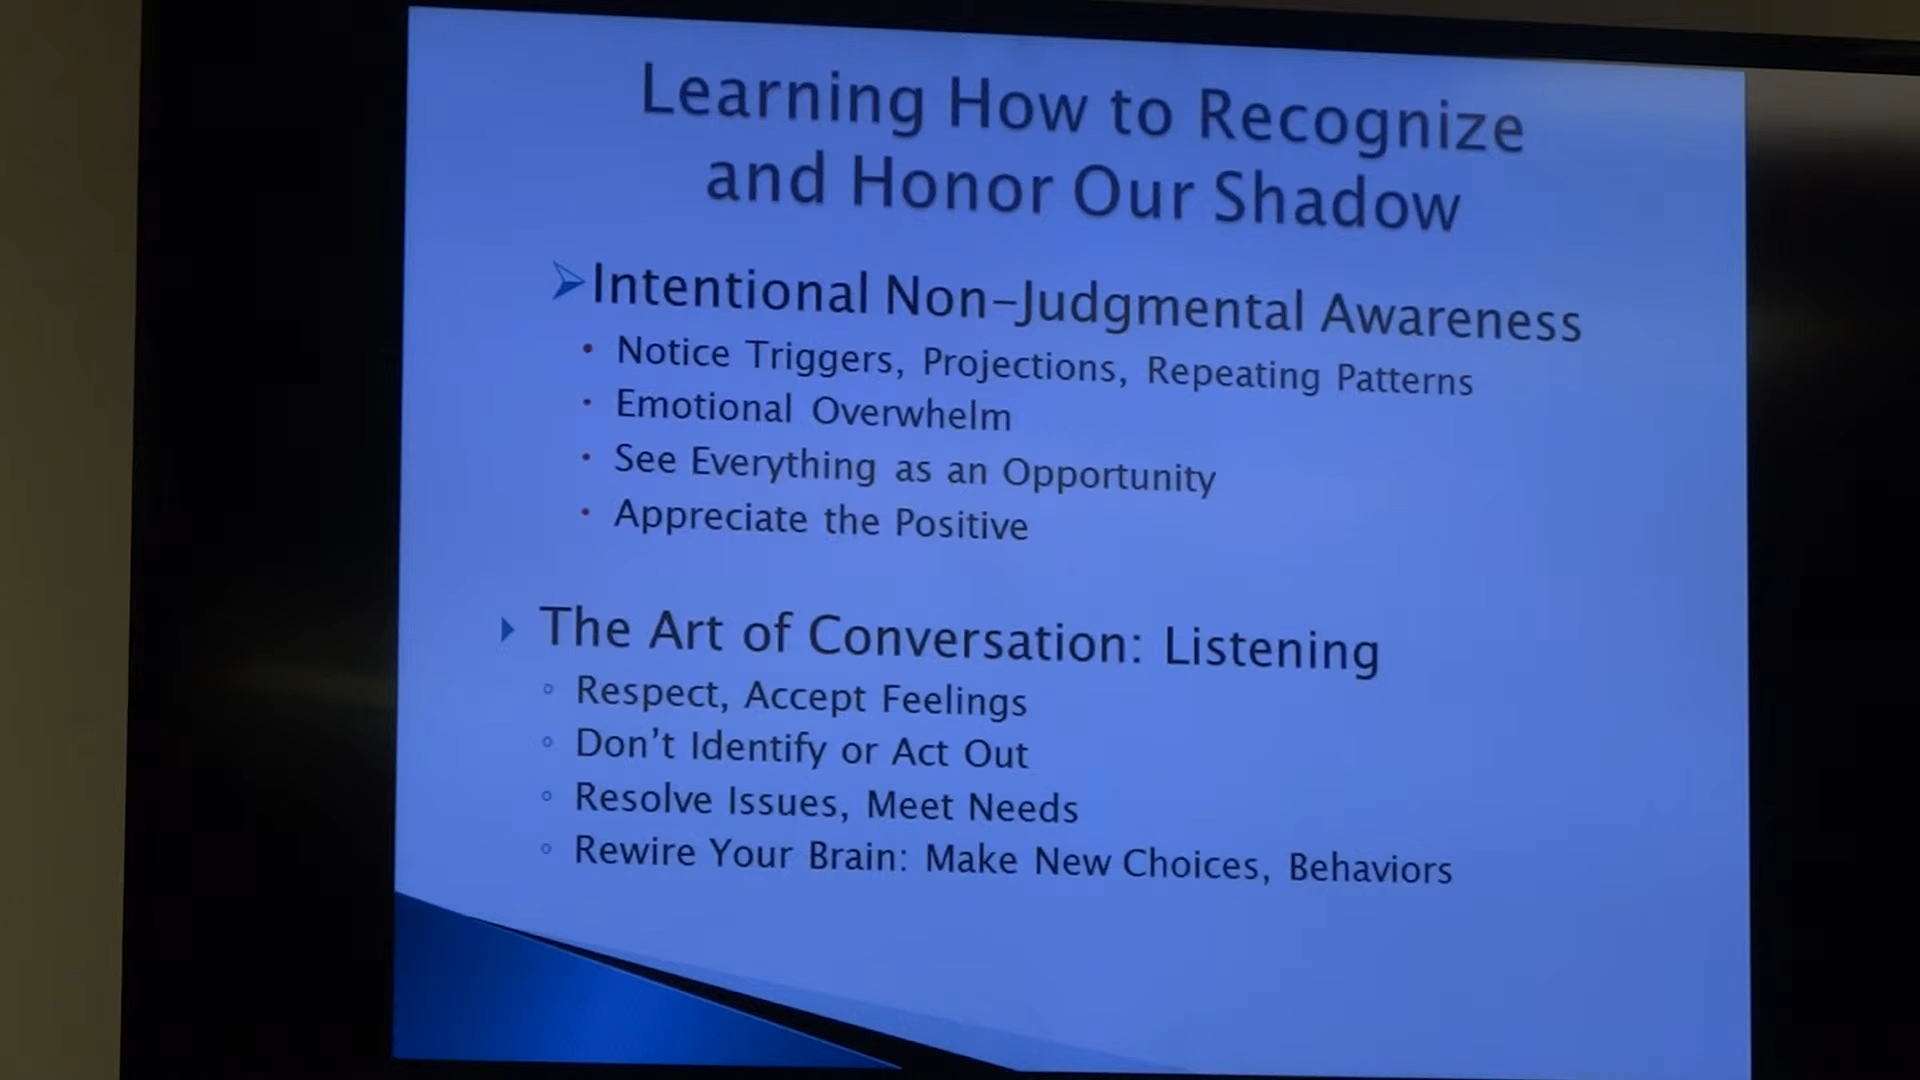 Learning How to Recognize
and Honor Our Shadow
Intentional Non-Judgmental Awareness
Notice Triggers, Projections, Repeating Patterns
Emotional Overwhelm
See Everything as an Opportunity
Appreciate the Positive
The Art of Conversation: Listening
Respect, Accept Feelings
Don't Identify or Act Out
Resolve Issues, Meet Needs
Rewire Your Brain: Make New Choices, Behaviors